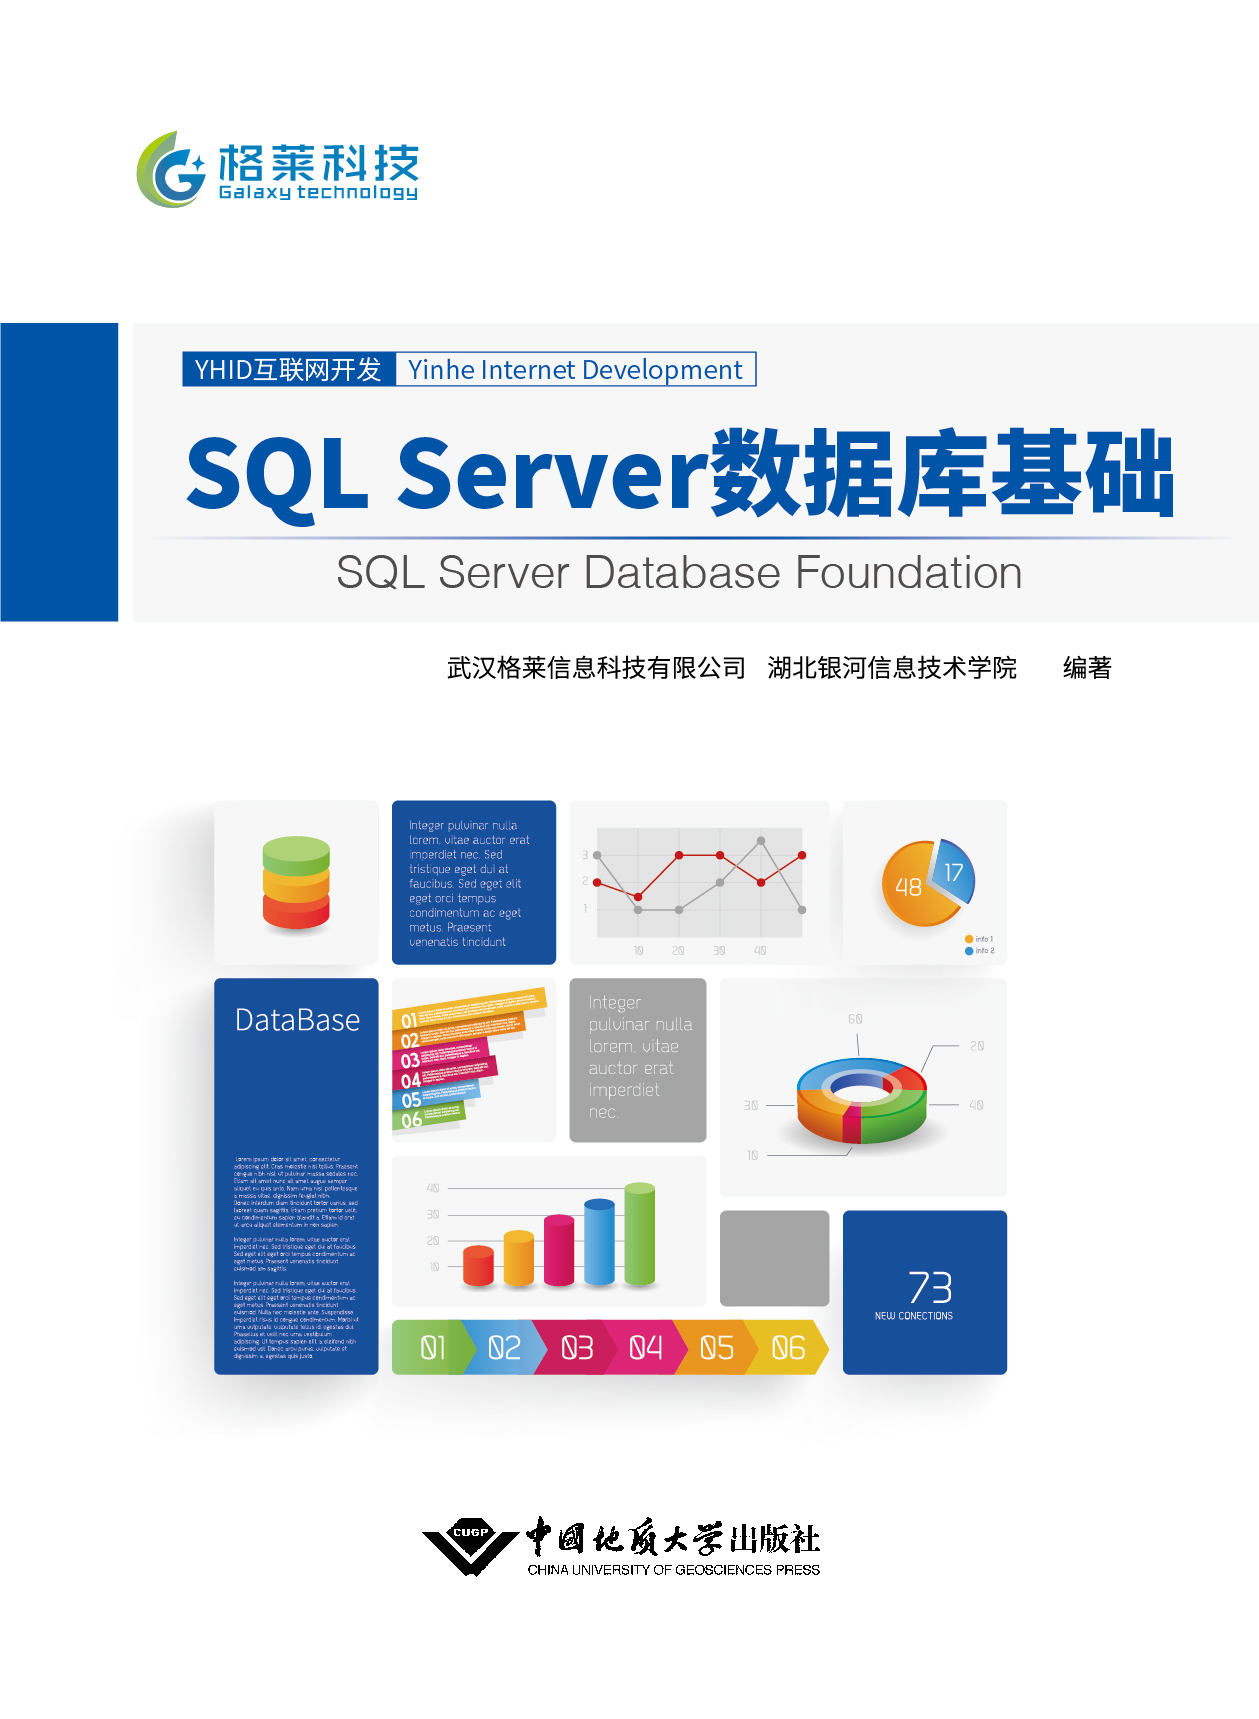 格莱科技
Galaxy technology
YHID互联网开发 Yinhe Internet Development
SQL Server数据库基础
SQL Server Database Foundation
武汉格莱信息科技有限公司 湖北银河信息技术学院 编著
Integer pulvinar nulla
lorem, vitae auctor erat
imperdiet nec. Sed
tristique eget dui at
faucibus. Sed eget elit
eget orci tempus
condimentum ac eget
metus. Praesent
venenatis tincidunt
3
2
1
10 20 30 40
48
17
info 1
info 2
DataBase
01
02
03
04
05
06
Integer
pulvinar nulla
lorem, vitae
auctor erat
imperdiet
nec.
60
20
30
40
10
40
30
20
10
73
NEW CONECTIONS
01 02 03 04 05 06
CUGP
中国地质大学出版社
CHINA UNIVERSITY OF GEOSCIENCES PRESS